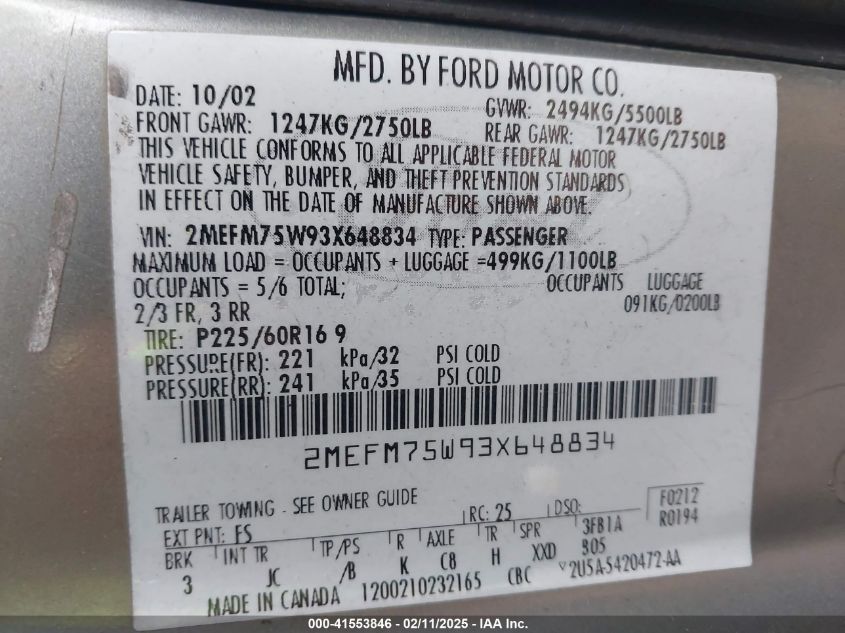 MFD. BY FORD MOTOR CO.
DATE: 10/02 GVWR: 2494KG/5500LB
FRONT GAWR: 1247KG/2750LB REAR GAWR: 1247KG/2750LB
THIS VEHICLE CONFORMS TO ALL APPLICABLE FEDERAL MOTOR
VEHICLE SAFETY, BUMPER, AND THEFT PREVENTION STANDARDS
IN EFFECT ON THE DATE OF MANUFACTURE SHOWN ABOVE.
VIN: 2MEFM75W93X648834 TYPE: PASSENGER
MAXIMUM LOAD = OCCUPANTS + LUGGAGE =499KG/1100LB
OCCUPANTS = 5/6 TOTAL; OCCUPANTS LUGGAGE
2/3 FR, 3 RR 091KG/0200LB
TIRE: P225/60R16 9
PRESSURE(FR): 221 kPa/32 PSI COLD
PRESSURE(RR): 241 kPa/35 PSI COLD
2MEFM75W93X648834
TRAILER TOWING - SEE OWNER GUIDE
EXT PNT: FS RC: 25 DSO: F0212
BRK INT TR TP/PS R AXLE TR SPR 3FB1A R0194
3 JC /B K C8 H XXD B05
MADE IN CANADA 1200210232165 CBC V2U5A-5420472-AA
000-41553846 - 02/11/2025 - IAA Inc.